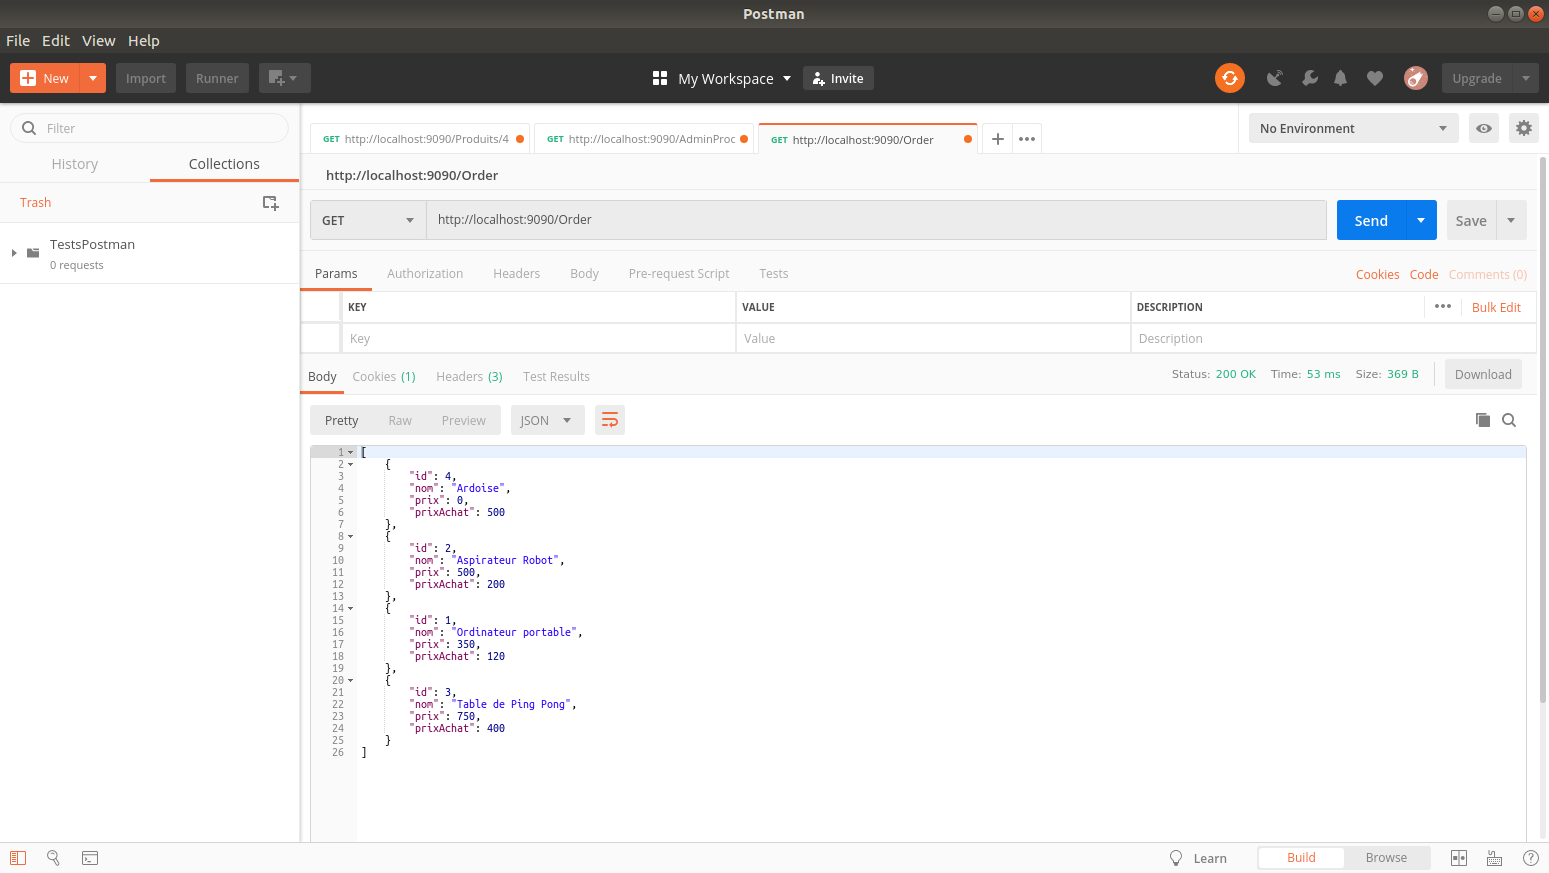 Postman
File Edit View Help
New Import Runner My Workspace Invite Upgrade
Filter
History Collections
Trash
TestsPostman
0 requests
GET http://localhost:9090/Produits/4 GET http://localhost:9090/AdminProc GET http://localhost:9090/Order No Environment
http://localhost:9090/Order
GET http://localhost:9090/Order Send Save
Params Authorization Headers Body Pre-request Script Tests Cookies Code Comments (0)
KEY VALUE DESCRIPTION Bulk Edit
Key Value Description
Body Cookies (1) Headers (3) Test Results Status: 200 OK Time: 53 ms Size: 369 B Download
Pretty Raw Preview JSON
1 [
2 {
3 "id": 4,
4 "nom": "Ardoise",
5 "prix": 0,
6 "prixAchat": 500
7 },
8 {
9 "id": 2,
10 "nom": "Aspirateur Robot",
11 "prix": 500,
12 "prixAchat": 200
13 },
14 {
15 "id": 1,
16 "nom": "Ordinateur portable",
17 "prix": 350,
18 "prixAchat": 120
19 },
20 {
21 "id": 3,
22 "nom": "Table de Ping Pong",
23 "prix": 750,
24 "prixAchat": 400
25 }
26 ]
Learn Build Browse